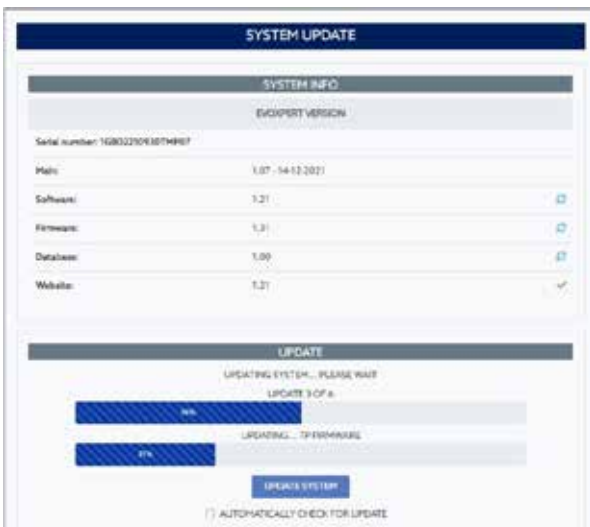 SYSTEM UPDATE
SYSTEM INFO
EVOXPERT VERSION
Serial number:
Main: 1.07 - 14-12-2021
Software: 1.21
Firmware: 1.31
Database: 1.00
Website: 1.21
UPDATE
UPDATING SYSTEM... PLEASE WAIT
UPDATE 3 OF 6
UPDATING... TP FIRMWARE
UPDATE SYSTEM
AUTOMATICALLY CHECK FOR UPDATE